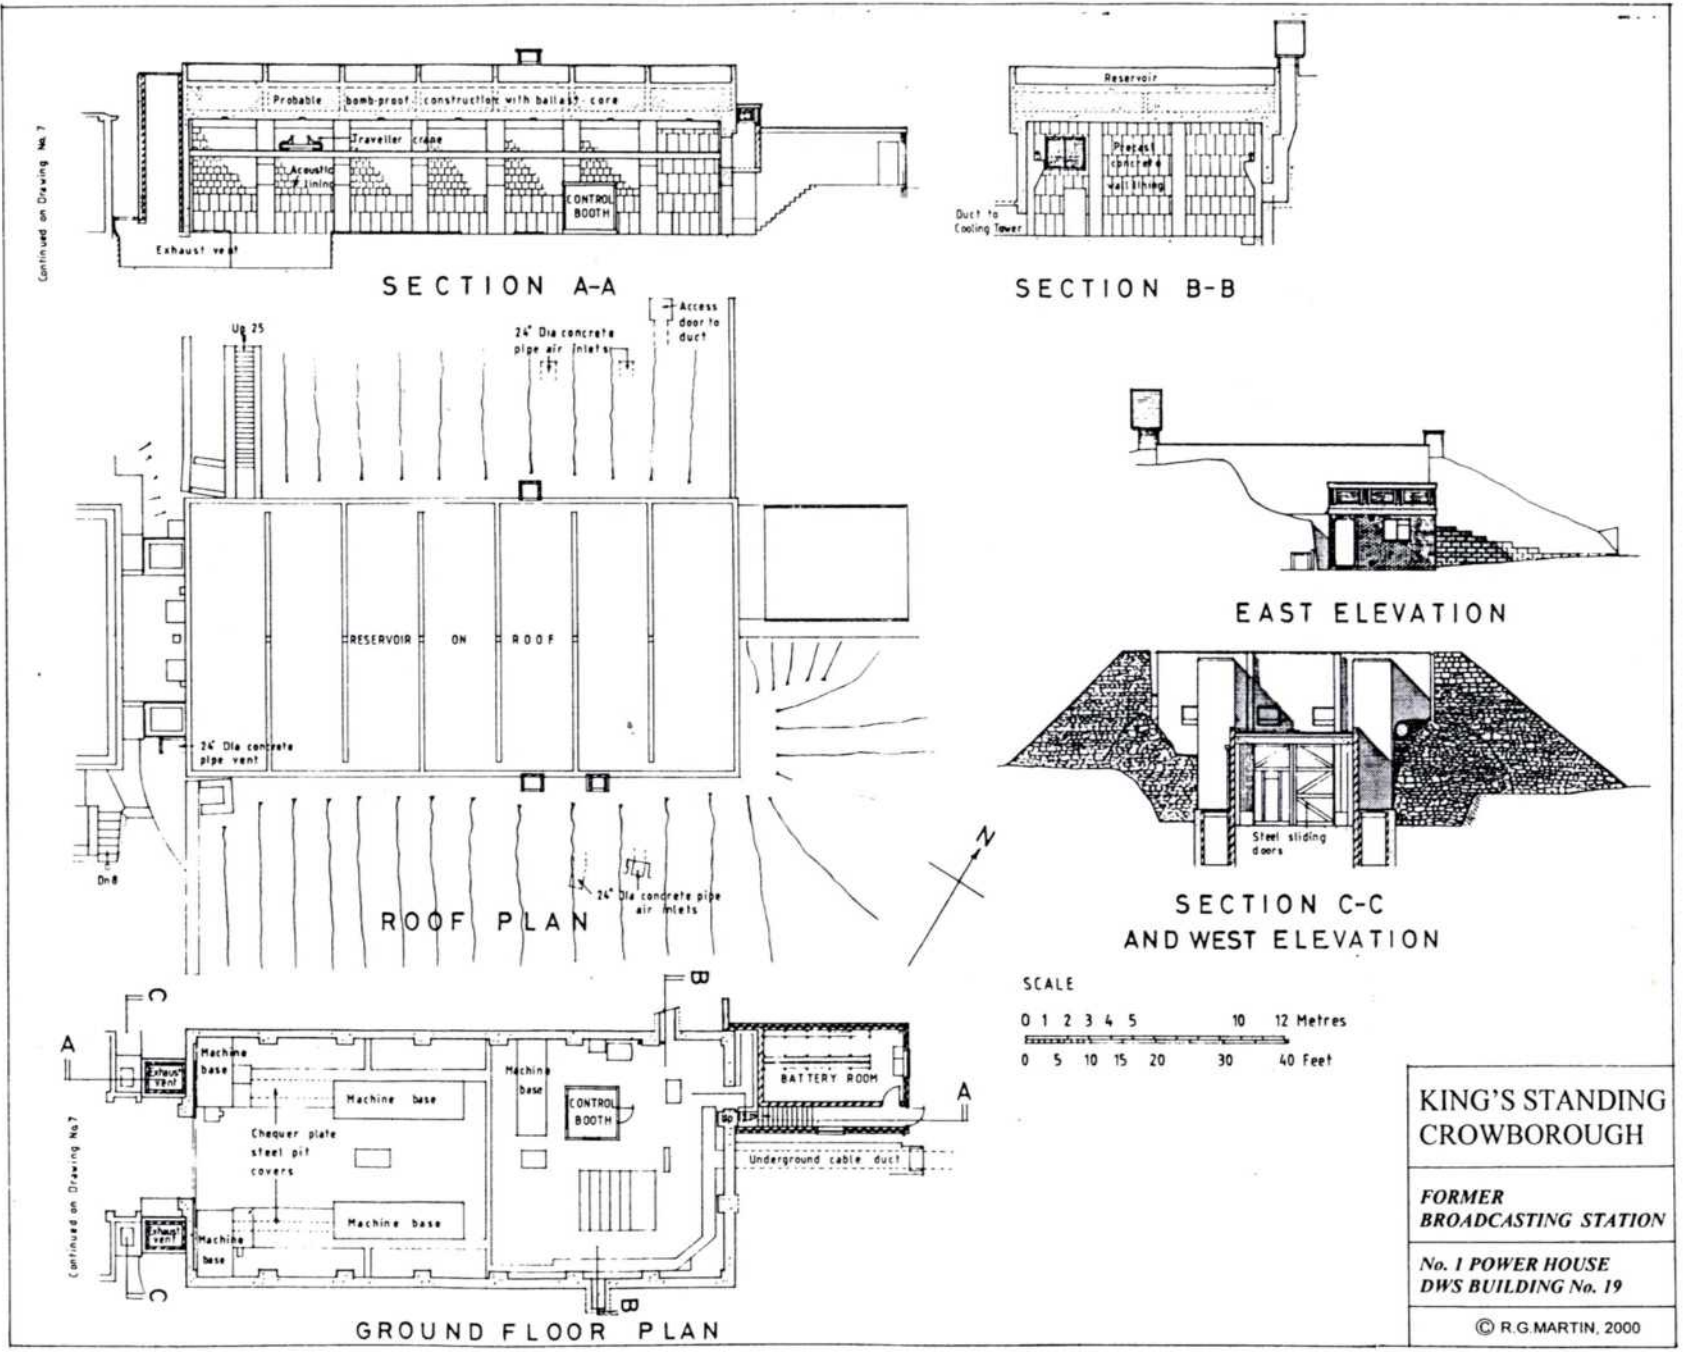 Continued on Drawing No. 7
Probable bomb-proof construction with ballast core
Traveller crane
Acoustic
lining
CONTROL
BOOTH
Exhaust vent
SECTION A-A
Reservoir
Precast
concrete
wall lining
Duct to
Cooling Tower
SECTION B-B
Up 25
24" Dia concrete
pipe air inlets
Access
door to
duct
RESERVOIR ON ROOF
24" Dia concrete
pipe vent
Dn 8
24" Dia concrete pipe
air inlets
ROOF PLAN
N
EAST ELEVATION
Steel sliding
doors
SECTION C-C
AND WEST ELEVATION
SCALE
0 1 2 3 4 5 10 12 Metres
0 5 10 15 20 30 40 Feet
C
B
A
Exhaust
vent
Machine
base
Machine base
Machine
base
CONTROL
BOOTH
BATTERY ROOM
A
Up
Chequer plate
steel pit
covers
Underground cable duct
Continued on Drawing No.7
Exhaust
vent
Machine
base
Machine base
C
B
GROUND FLOOR PLAN
KING'S STANDING
CROWBOROUGH
FORMER
BROADCASTING STATION
No. 1 POWER HOUSE
DWS BUILDING No. 19
© R.G.MARTIN, 2000